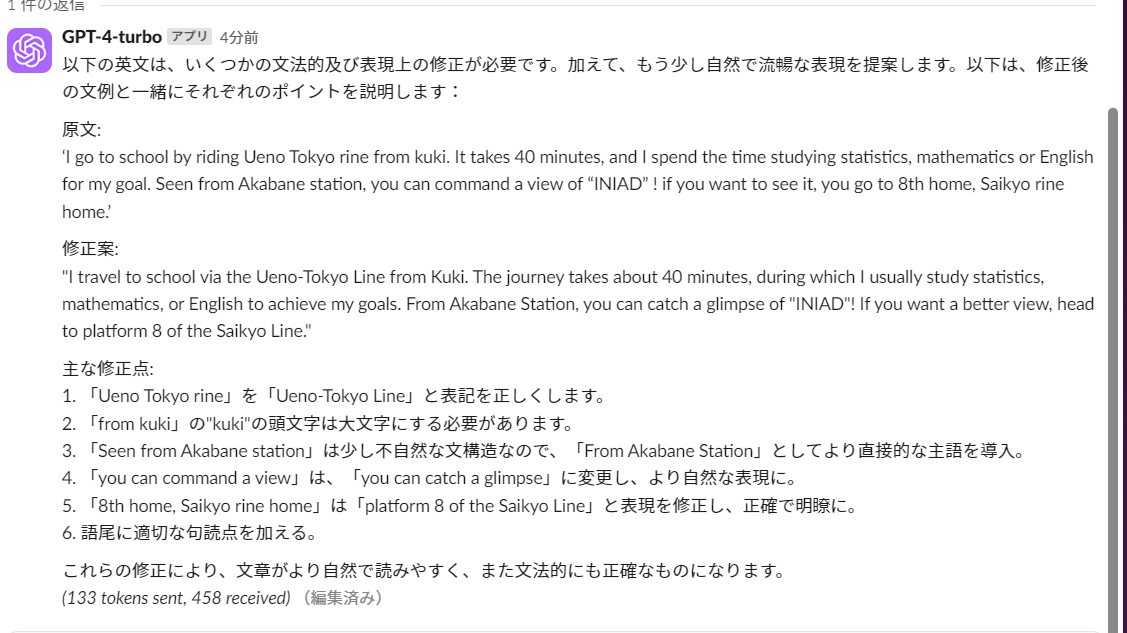 1 件の返信
GPT-4-turbo アプリ 4分前
以下の英文は、いくつかの文法的及び表現上の修正が必要です。加えて、もう少し自然で流暢な表現を提案します。以下は、修正後
の文例と一緒にそれぞれのポイントを説明します：
原文:
‘I go to school by riding Ueno Tokyo rine from kuki. It takes 40 minutes, and I spend the time studying statistics, mathematics or English
for my goal. Seen from Akabane station, you can command a view of “INIAD” ! if you want to see it, you go to 8th home, Saikyo rine
home.’
修正案:
"I travel to school via the Ueno-Tokyo Line from Kuki. The journey takes about 40 minutes, during which I usually study statistics,
mathematics, or English to achieve my goals. From Akabane Station, you can catch a glimpse of "INIAD"! If you want a better view, head
to platform 8 of the Saikyo Line."
主な修正点:
1. 「Ueno Tokyo rine」を「Ueno-Tokyo Line」と表記を正しくします。
2. 「from kuki」の"kuki"の頭文字は大文字にする必要があります。
3. 「Seen from Akabane station」は少し不自然な文構造なので、「From Akabane Station」としてより直接的な主語を導入。
4. 「you can command a view」は、「you can catch a glimpse」に変更し、より自然な表現に。
5. 「8th home, Saikyo rine home」は「platform 8 of the Saikyo Line」と表現を修正し、正確で明瞭に。
6. 語尾に適切な句読点を加える。
これらの修正により、文章がより自然で読みやすく、また文法的にも正確なものになります。
(133 tokens sent, 458 received) （編集済み）